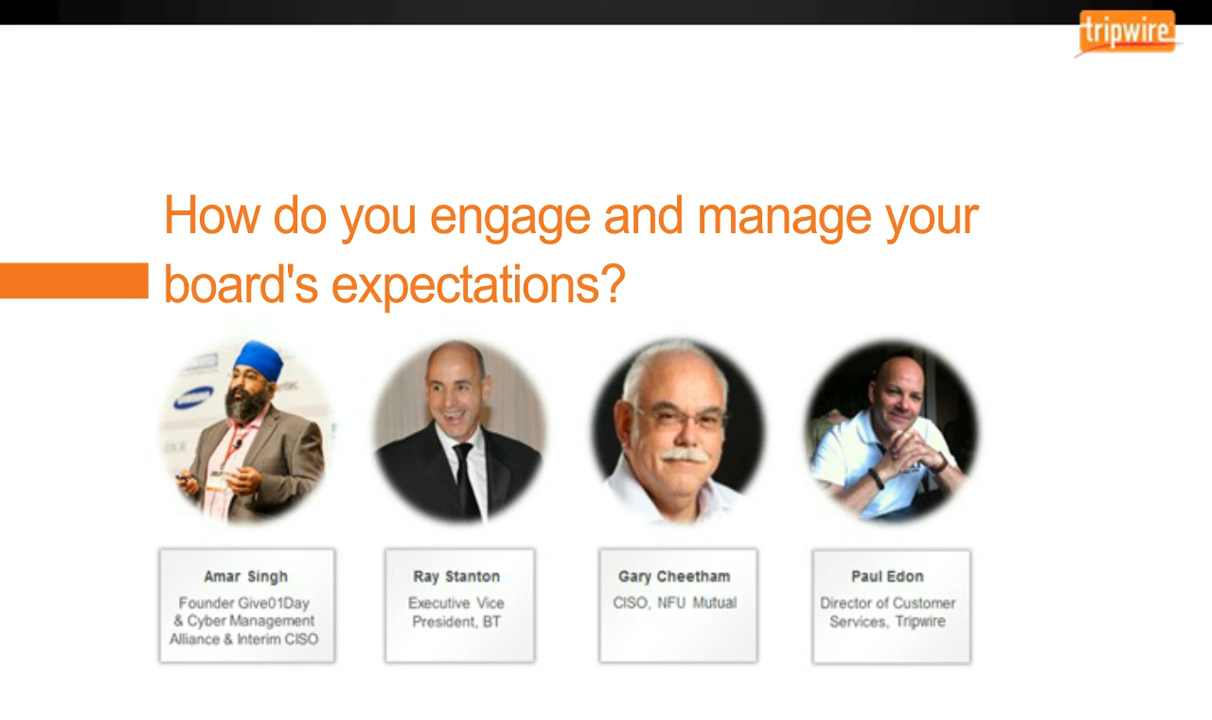 tripwire
How do you engage and manage your
board's expectations?
SAMSUNG
Amar Singh
Founder Give01Day
& Cyber Management
Alliance & Interim CISO
Ray Stanton
Executive Vice
President, BT
Gary Cheetham
CISO, NFU Mutual
Paul Edon
Director of Customer
Services, Tripwire